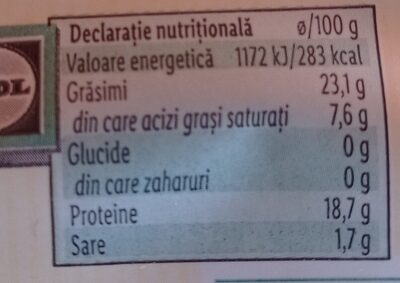 Declarație nutrițională ø/100 g
Valoare energetică 1172 kJ/283 kcal
Grăsimi 23,1 g
din care acizi grași saturați 7,6 g
Glucide 0 g
din care zaharuri 0 g
Proteine 18,7 g
Sare 1,7 g